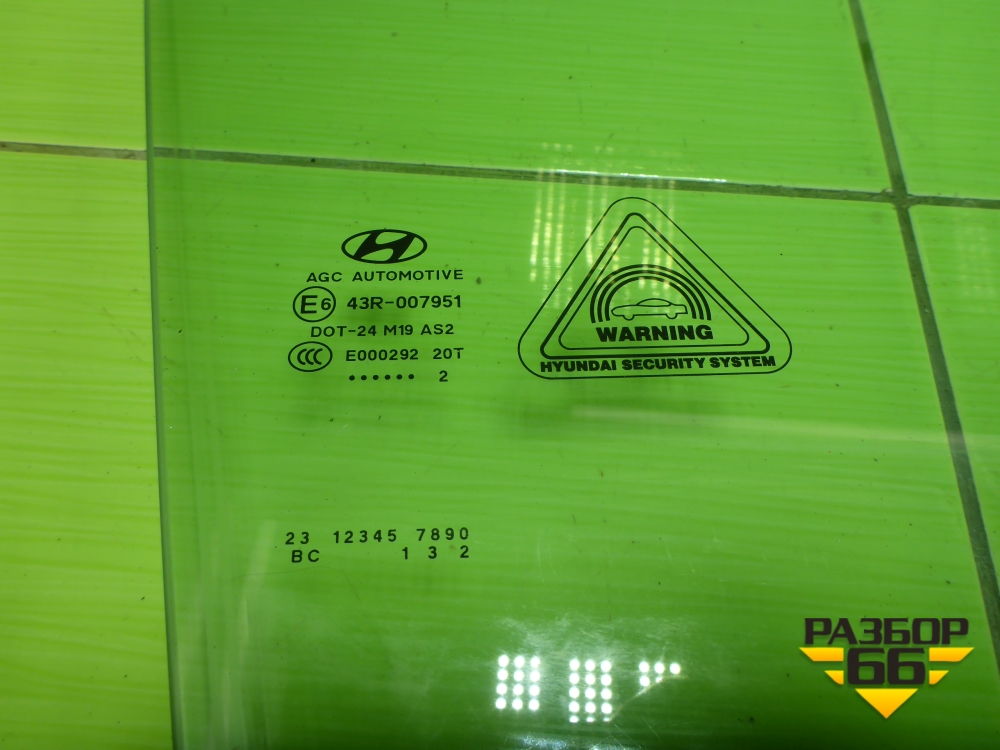 AGC AUTOMOTIVE
E6 43R-007951
DOT-24 M19 AS2
CCC E000292 20T
...... 2
WARNING
HYUNDAI SECURITY SYSTEM
23 12345 7890
BC 1 3 2
РАЗБОР
66